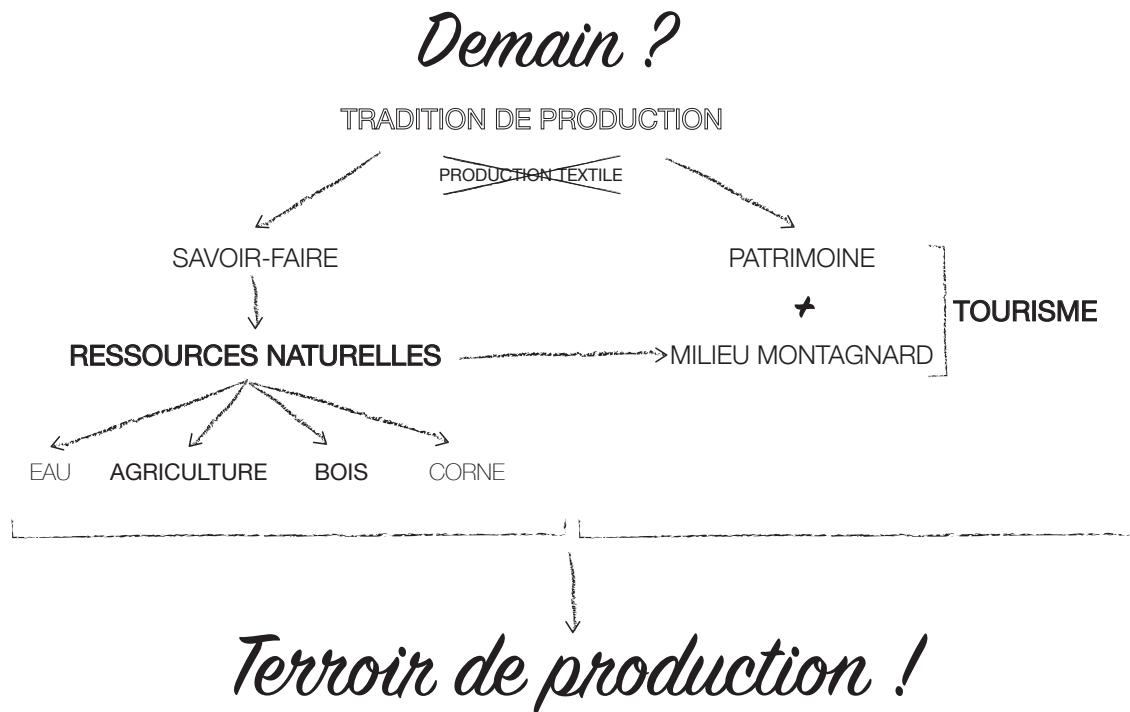 Demain ?
TRADITION DE PRODUCTION
PRODUCTION TEXTILE
SAVOIR-FAIRE
PATRIMOINE
+
TOURISME
RESSOURCES NATURELLES
MILIEU MONTAGNARD
EAU
AGRICULTURE
BOIS
CORNE
Terroir de production !